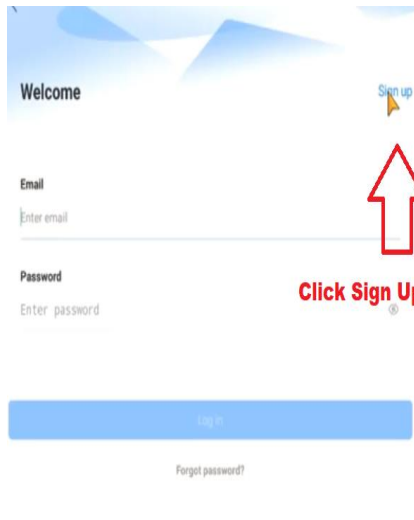 Welcome
Sign up
Email
Enter email
Password
Enter password
Click Sign Up
Log in
Forgot password?